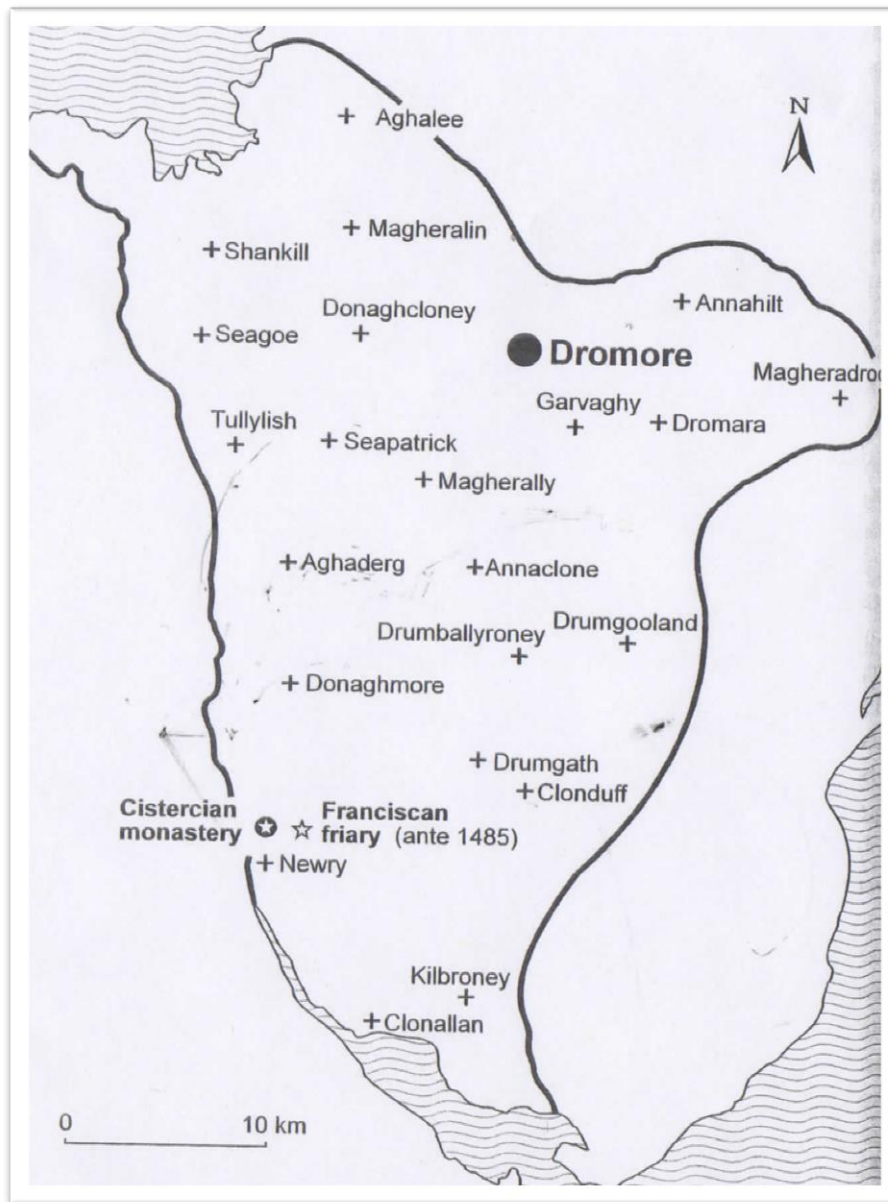 N
Aghalee
Magheralin
Shankill
Annahilt
Donaghcloney
Seagoe
Dromore
Magheradroo
Garvaghy
Tullylish
Dromara
Seapatrick
Magherally
Aghaderg
Annaclone
Drumgooland
Drumballyroney
Donaghmore
Drumgath
Clonduff
Cistercian
monastery
Franciscan
friary (ante 1485)
Newry
Kilbroney
Clonallan
0
10 km